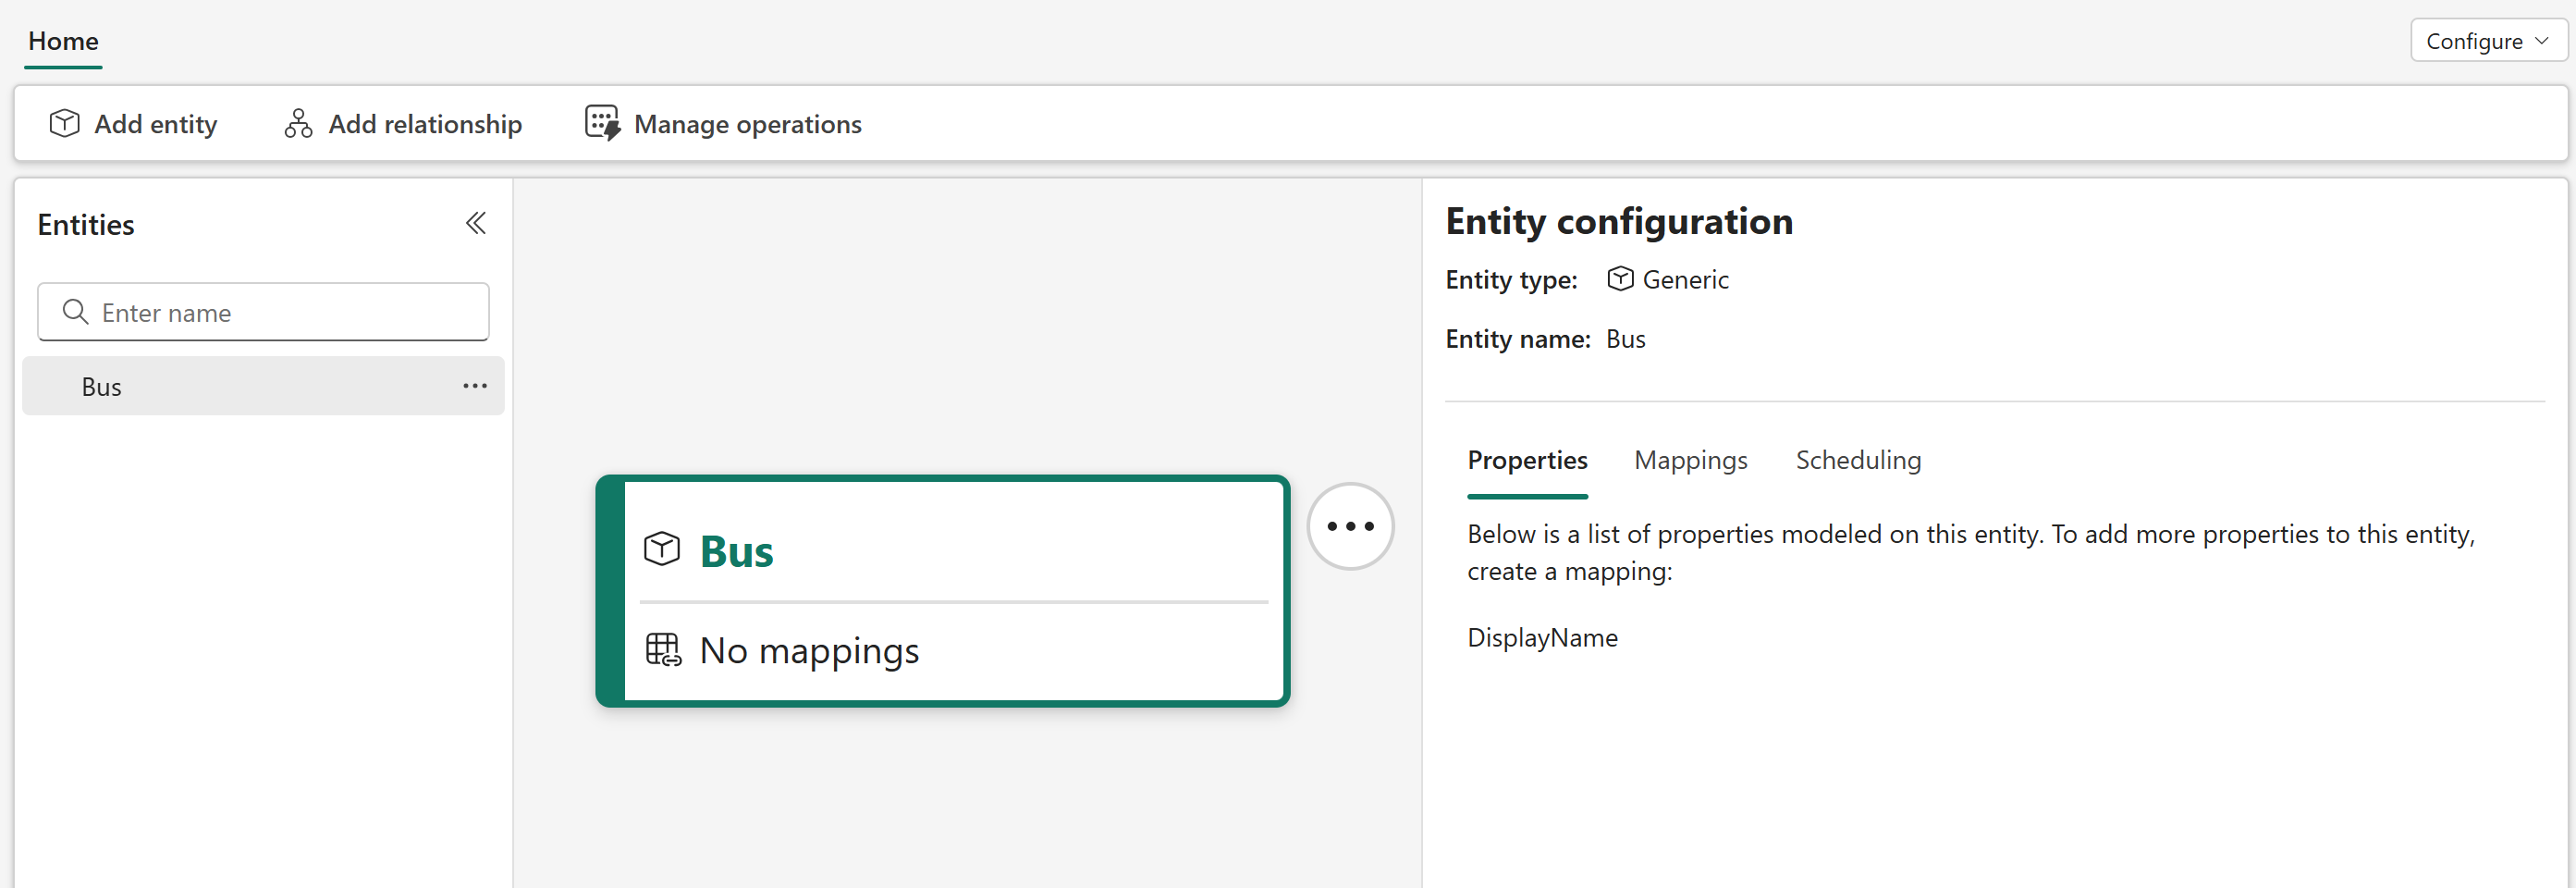 Home
Configure
Add entity
Add relationship
Manage operations
Entities
Enter name
Bus
Bus
No mappings
Entity configuration
Entity type: Generic
Entity name: Bus
Properties
Mappings
Scheduling
Below is a list of properties modeled on this entity. To add more properties to this entity,
create a mapping:
DisplayName